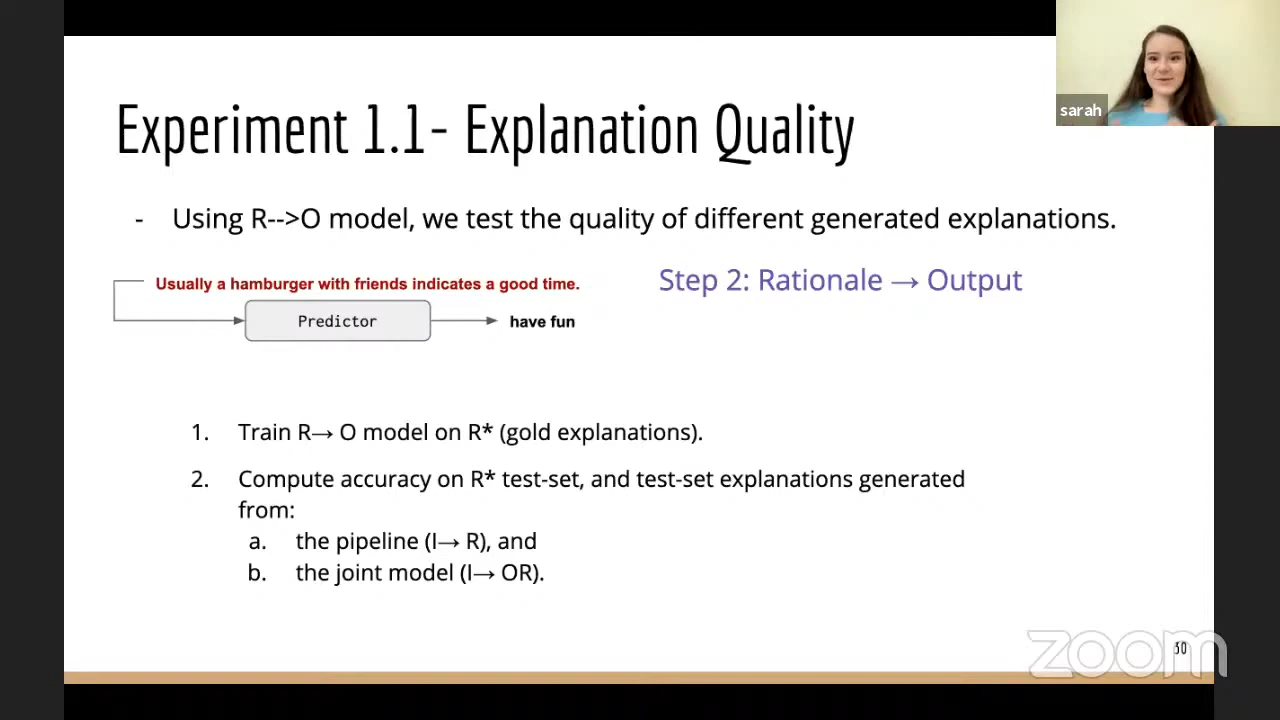 sarah
Experiment 1.1- Explanation Quality
- Using R-->O model, we test the quality of different generated explanations.
Usually a hamburger with friends indicates a good time.
Step 2: Rationale → Output
Predictor
have fun
1. Train R→ O model on R* (gold explanations).
2. Compute accuracy on R* test-set, and test-set explanations generated
from:
a. the pipeline (I→ R), and
b. the joint model (I→ OR).
zoom
30